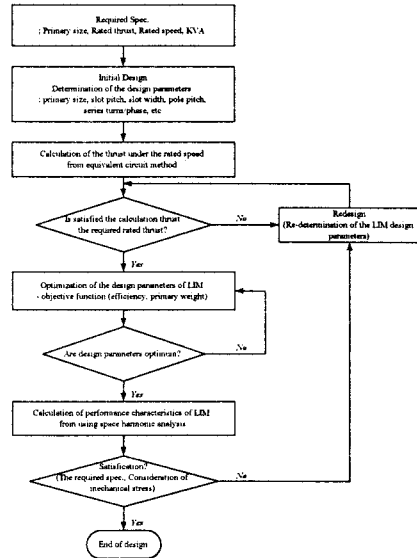 Required Spec.
: Primary size, Rated thrust, Rated speed, KVA
Initial Design
Determination of the design parameters
: primary size, slot pitch, slot width, pole pitch,
series turm/phase, etc
Calculation of the thrust under the rated speed
from equivalent circuit method
Is satisfied the calculation thrust
the required rated thrust?
No
Redesign
(Re-determination of the LIM design
parameters)
Yes
Optimization of the design parameters of LIM
- objective function (efficiency, primary weight)
Are design parameters optimum?
No
Yes
Calculation of performance characteristics of LIM
from using space harmonic analysis
Satisfaction?
(The required spec., Consideration of
mechanical stress)
No
Yes
End of design